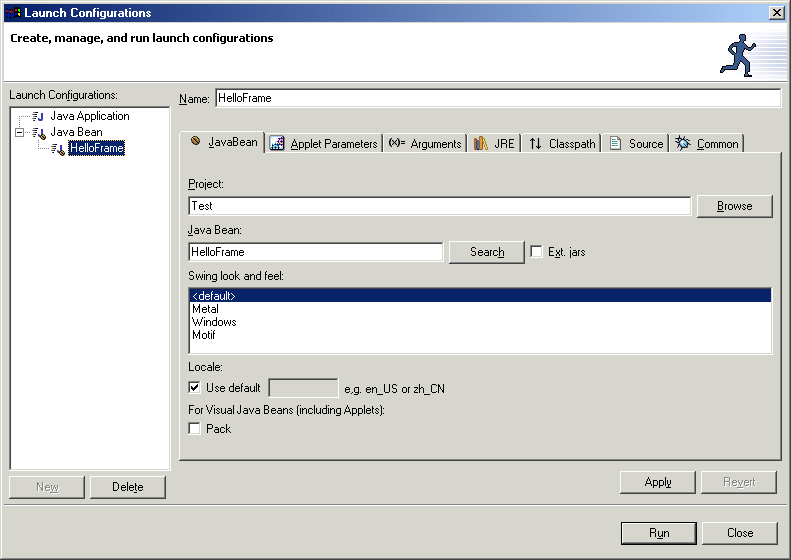 Launch Configurations
Create, manage, and run launch configurations
Launch Configurations:
Java Application
Java Bean
HelloFrame
New
Delete
Name: HelloFrame
JavaBean Applet Parameters (x)= Arguments JRE Classpath Source Common
Project:
Test Browse
Java Bean:
HelloFrame Search Ext. jars
Swing look and feel:
<default>
Metal
Windows
Motif
Locale:
Use default e,g. en_US or zh_CN
For Visual Java Beans (including Applets):
Pack
Apply Revert
Run Close